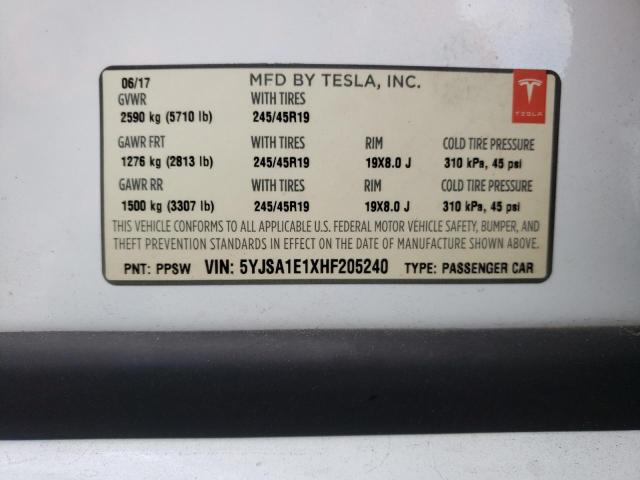 06/17 MFD BY TESLA, INC.
GVWR WITH TIRES
2590 kg (5710 lb) 245/45R19
TESLA
GAWR FRT WITH TIRES RIM COLD TIRE PRESSURE
1276 kg (2813 lb) 245/45R19 19X8.0 J 310 kPa, 45 psi
GAWR RR WITH TIRES RIM COLD TIRE PRESSURE
1500 kg (3307 lb) 245/45R19 19X8.0 J 310 kPa, 45 psi
THIS VEHICLE CONFORMS TO ALL APPLICABLE U.S. FEDERAL MOTOR VEHICLE SAFETY, BUMPER, AND
THEFT PREVENTION STANDARDS IN EFFECT ON THE DATE OF MANUFACTURE SHOWN ABOVE.
PNT: PPSW VIN: 5YJSA1E1XHF205240 TYPE: PASSENGER CAR